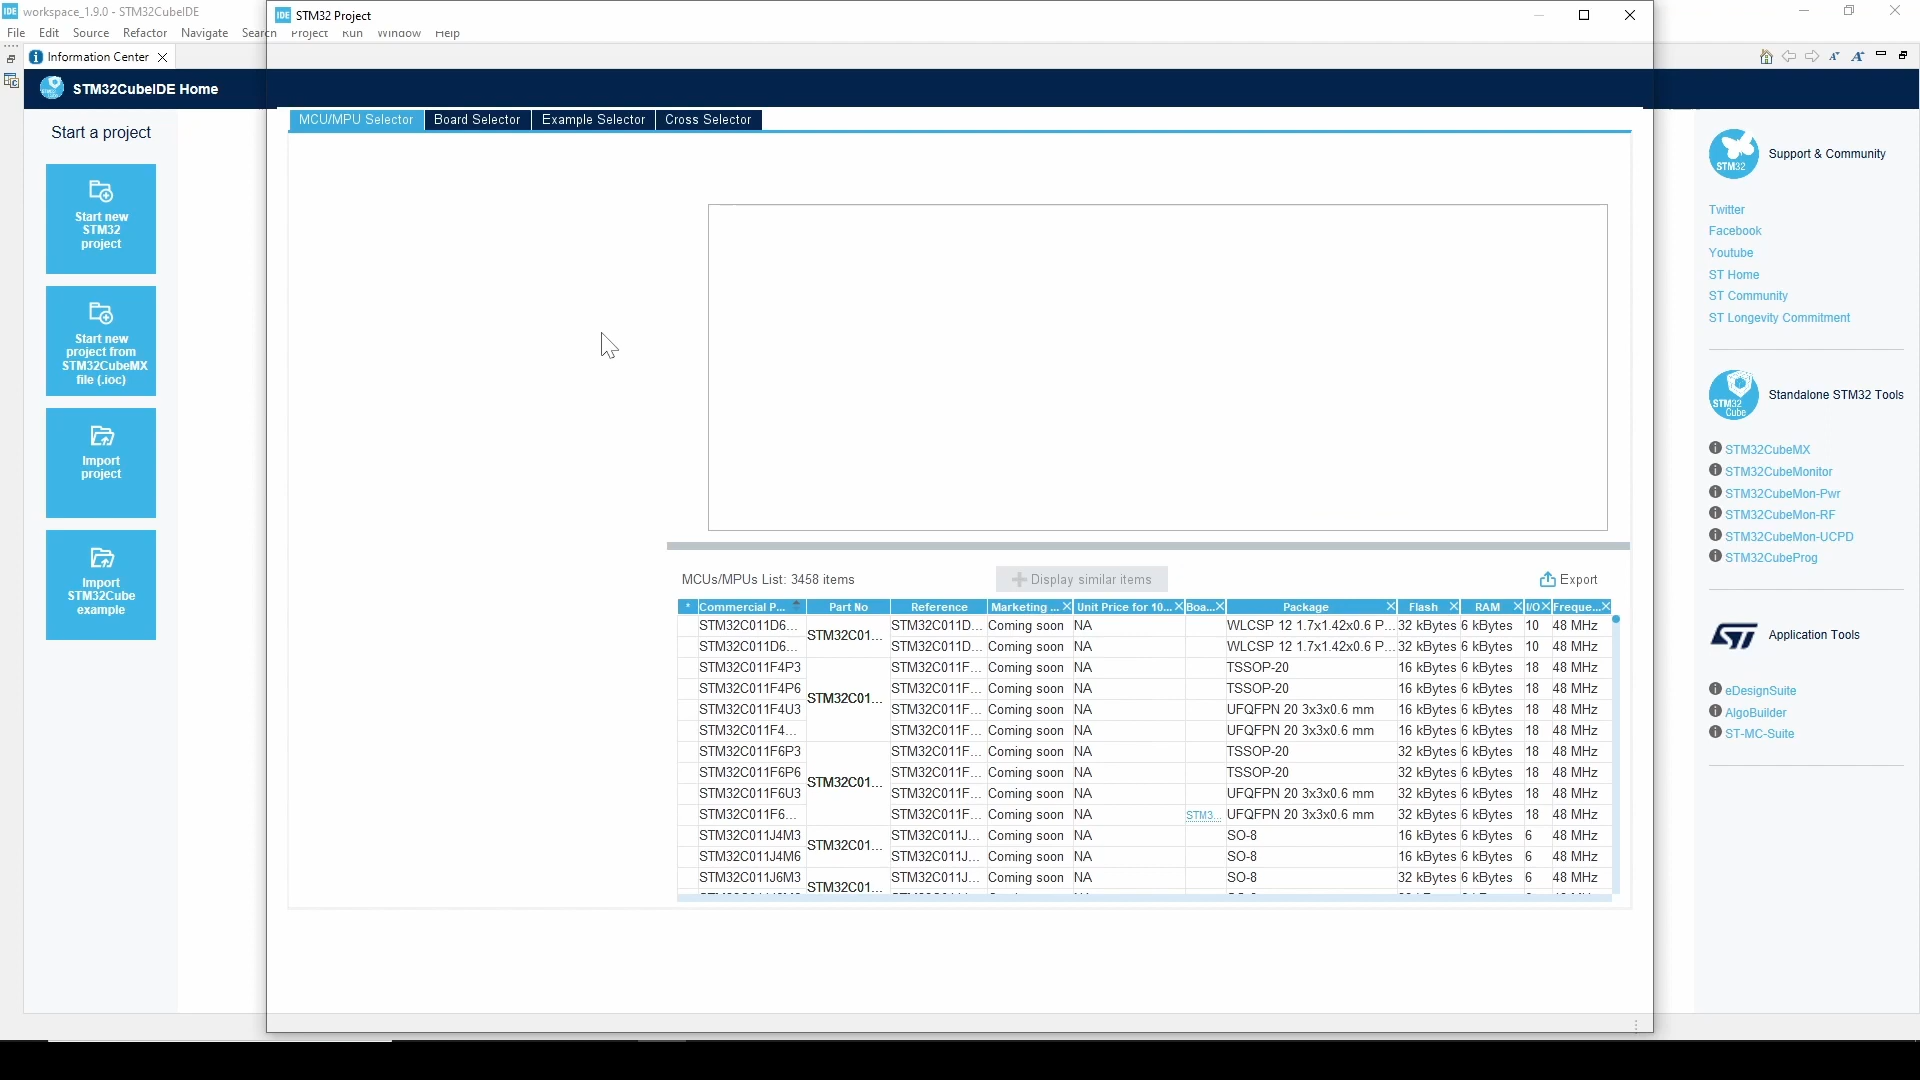 IDE workspace_1.9.0 - STM32CubeIDE
IDE STM32 Project
File Edit Source Refactor Navigate Search Project Run Window Help
Information Center
STM32CubeIDE Home
Start a project
Start new
STM32
project
Start new
project from
STM32CubeMX
file (.ioc)
Import
project
Import
STM32Cube
example
MCU/MPU Selector Board Selector Example Selector Cross Selector
MCUs/MPUs List: 3458 items
Display similar items
Export
* Commercial P... Part No Reference Marketing ... Unit Price for 10... Boa... Package Flash RAM I/O Freque...
STM32C011D6... STM32C01... STM32C011D... Coming soon NA WLCSP 12 1.7x1.42x0.6 P... 32 kBytes 6 kBytes 10 48 MHz
STM32C011D6... STM32C011D... Coming soon NA WLCSP 12 1.7x1.42x0.6 P... 32 kBytes 6 kBytes 10 48 MHz
STM32C011F4P3 STM32C011F... Coming soon NA TSSOP-20 16 kBytes 6 kBytes 18 48 MHz
STM32C011F4P6 STM32C01... STM32C011F... Coming soon NA TSSOP-20 16 kBytes 6 kBytes 18 48 MHz
STM32C011F4U3 STM32C011F... Coming soon NA UFQFPN 20 3x3x0.6 mm 16 kBytes 6 kBytes 18 48 MHz
STM32C011F4... STM32C011F... Coming soon NA UFQFPN 20 3x3x0.6 mm 16 kBytes 6 kBytes 18 48 MHz
STM32C011F6P3 STM32C011F... Coming soon NA TSSOP-20 32 kBytes 6 kBytes 18 48 MHz
STM32C011F6P6 STM32C01... STM32C011F... Coming soon NA TSSOP-20 32 kBytes 6 kBytes 18 48 MHz
STM32C011F6U3 STM32C011F... Coming soon NA UFQFPN 20 3x3x0.6 mm 32 kBytes 6 kBytes 18 48 MHz
STM32C011F6... STM32C011F... Coming soon NA STM3... UFQFPN 20 3x3x0.6 mm 32 kBytes 6 kBytes 18 48 MHz
STM32C011J4M3 STM32C01... STM32C011J... Coming soon NA SO-8 16 kBytes 6 kBytes 6 48 MHz
STM32C011J4M6 STM32C011J... Coming soon NA SO-8 16 kBytes 6 kBytes 6 48 MHz
STM32C011J6M3 STM32C01... STM32C011J... Coming soon NA SO-8 32 kBytes 6 kBytes 6 48 MHz
STM32
Support & Community
Twitter
Facebook
Youtube
ST Home
ST Community
ST Longevity Commitment
STM32
Cube
Standalone STM32 Tools
STM32CubeMX
STM32CubeMonitor
STM32CubeMon-Pwr
STM32CubeMon-RF
STM32CubeMon-UCPD
STM32CubeProg
ST
Application Tools
eDesignSuite
AlgoBuilder
ST-MC-Suite